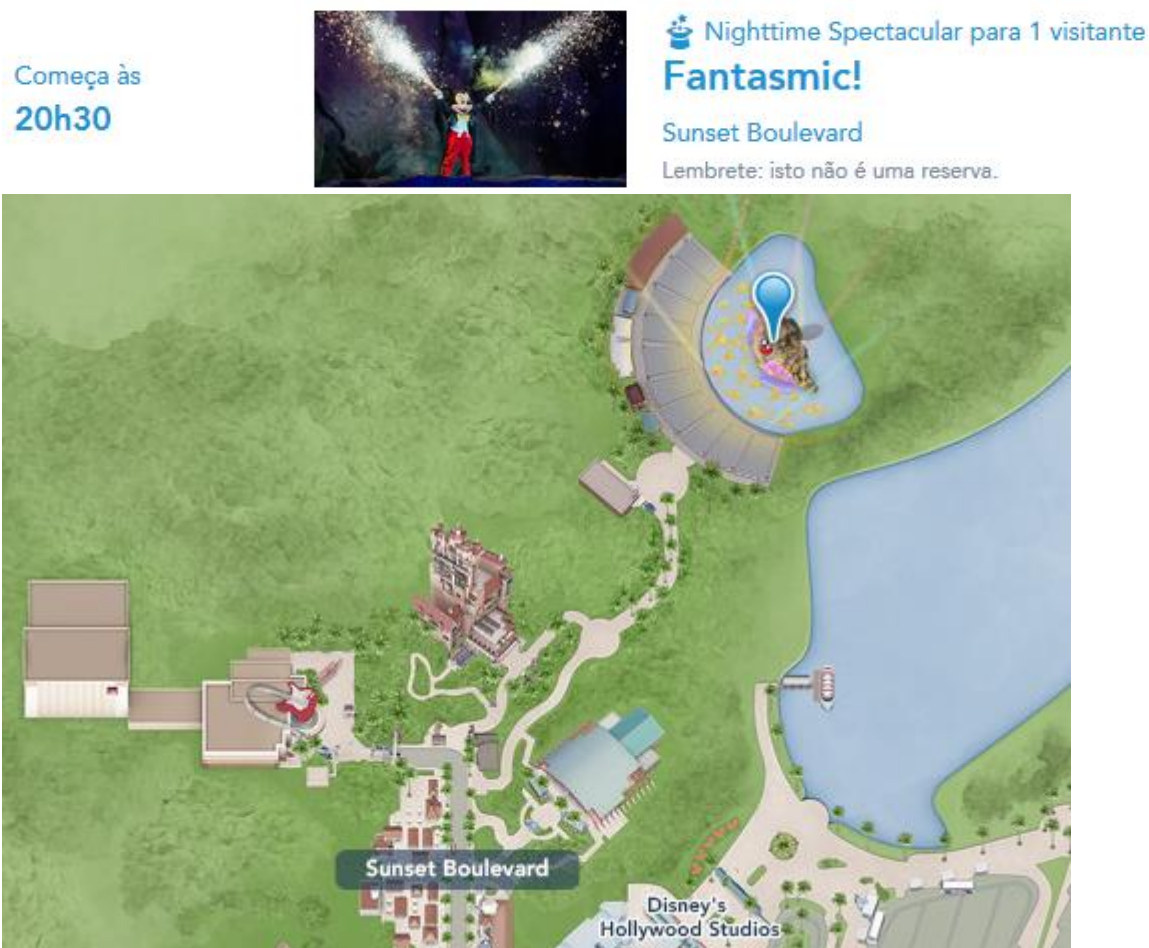 Começa às
20h30
Nighttime Spectacular para 1 visitante
Fantasmic!
Sunset Boulevard
Lembrete: isto não é uma reserva.
Sunset Boulevard
Disney's
Hollywood Studios